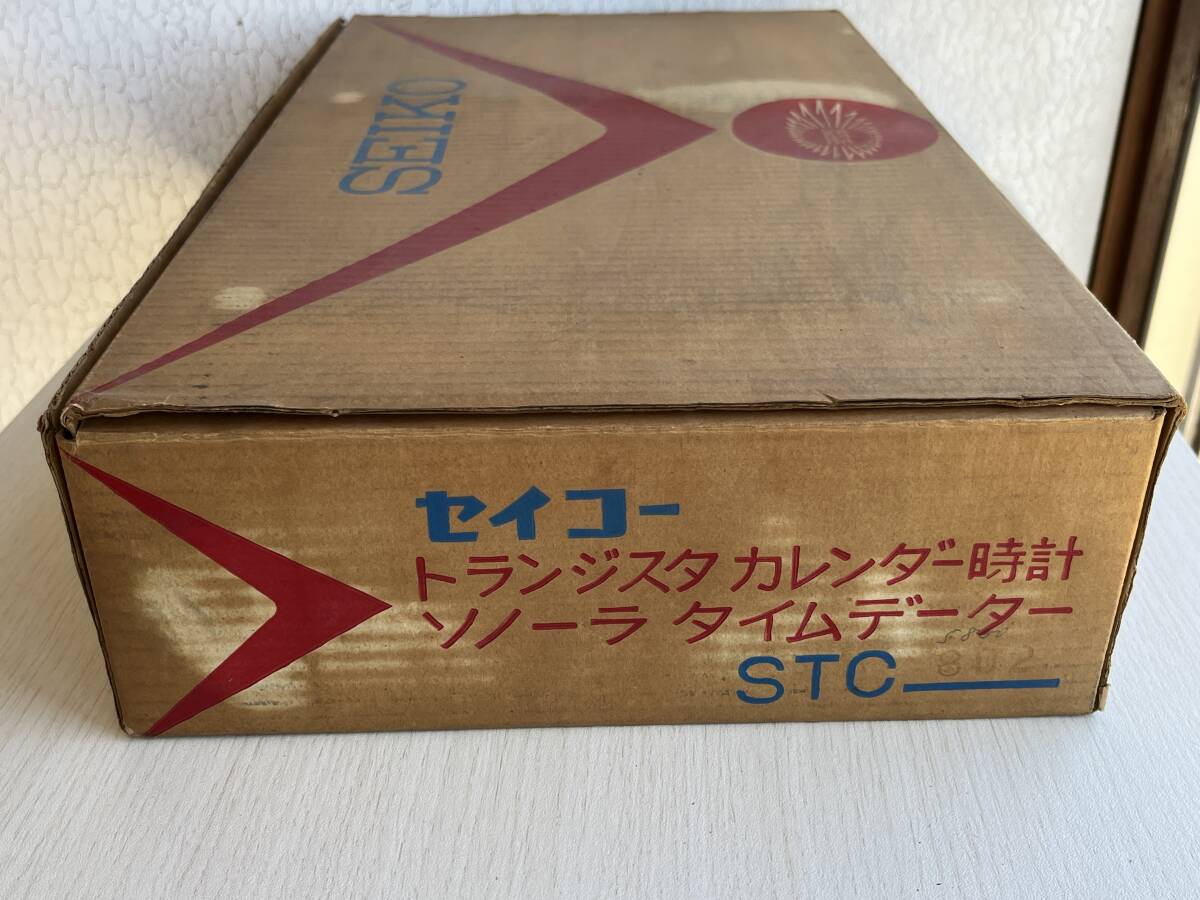 SEIKO
セイコー
トランジスタ カレンダー時計
ソノーラ タイムデーター
STC 802